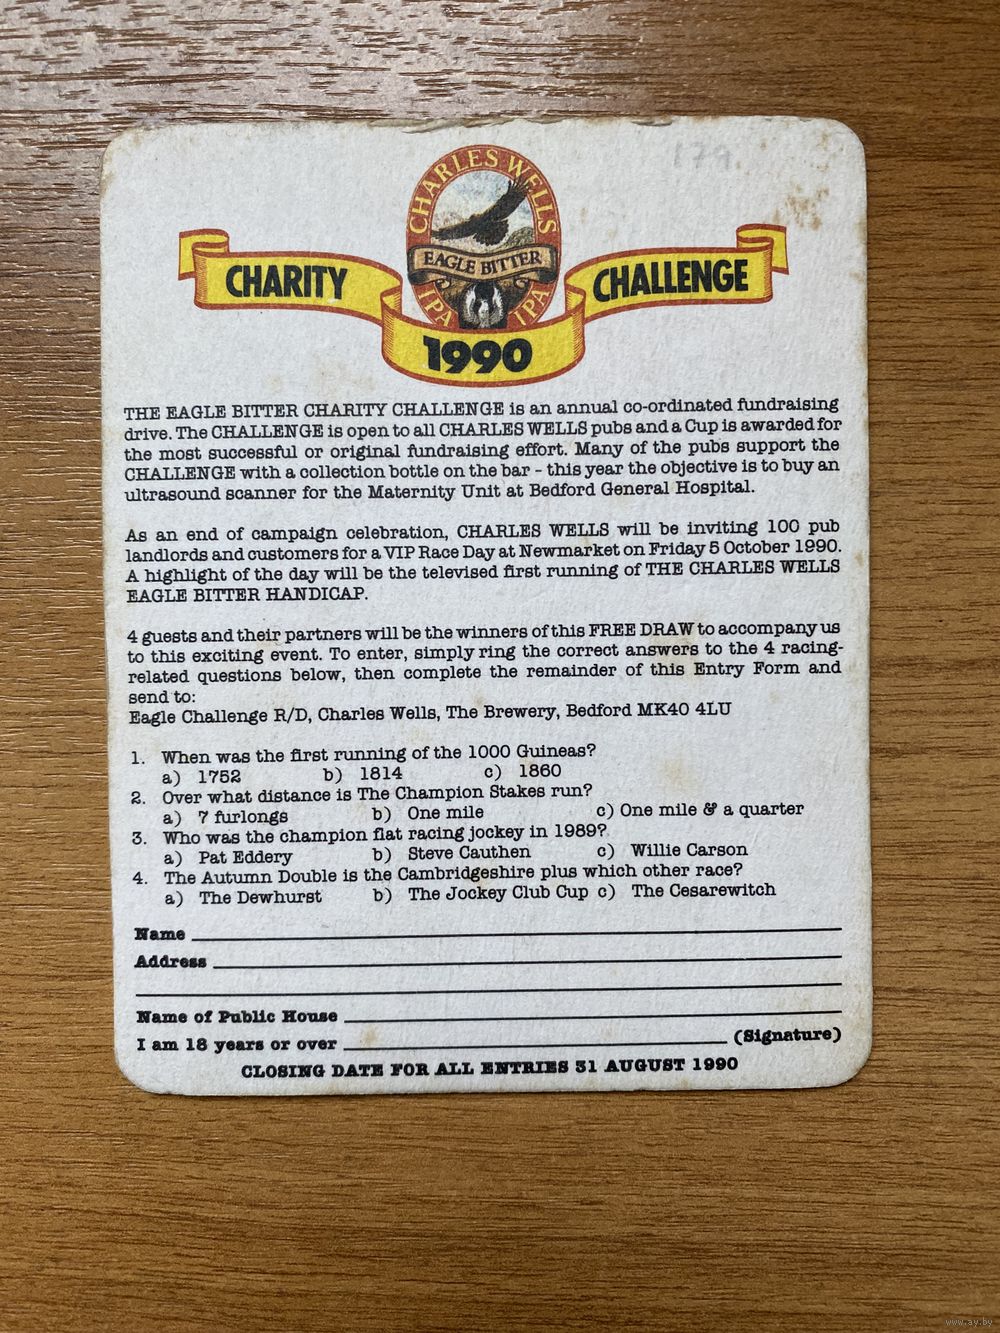 179
CHARLES WELLS
EAGLE BITTER
IPA IPA
CHARITY CHALLENGE
1990
THE EAGLE BITTER CHARITY CHALLENGE is an annual co-ordinated fundraising
drive. The CHALLENGE is open to all CHARLES WELLS pubs and a Cup is awarded for
the most successful or original fundraising effort. Many of the pubs support the
CHALLENGE with a collection bottle on the bar - this year the objective is to buy an
ultrasound scanner for the Maternity Unit at Bedford General Hospital.
As an end of campaign celebration, CHARLES WELLS will be inviting 100 pub
landlords and customers for a VIP Race Day at Newmarket on Friday 5 October 1990.
A highlight of the day will be the televised first running of THE CHARLES WELLS
EAGLE BITTER HANDICAP.
4 guests and their partners will be the winners of this FREE DRAW to accompany us
to this exciting event. To enter, simply ring the correct answers to the 4 racing-
related questions below, then complete the remainder of this Entry Form and
send to:
Eagle Challenge R/D, Charles Wells, The Brewery, Bedford MK40 4LU
1. When was the first running of the 1000 Guineas?
a) 1752 b) 1814 c) 1860
2. Over what distance is The Champion Stakes run?
a) 7 furlongs b) One mile c) One mile & a quarter
3. Who was the champion flat racing jockey in 1989?
a) Pat Eddery b) Steve Cauthen c) Willie Carson
4. The Autumn Double is the Cambridgeshire plus which other race?
a) The Dewhurst b) The Jockey Club Cup c) The Cesarewitch
Name
Address
Name of Public House
I am 18 years or over (Signature)
CLOSING DATE FOR ALL ENTRIES 31 AUGUST 1990
www.ay.by